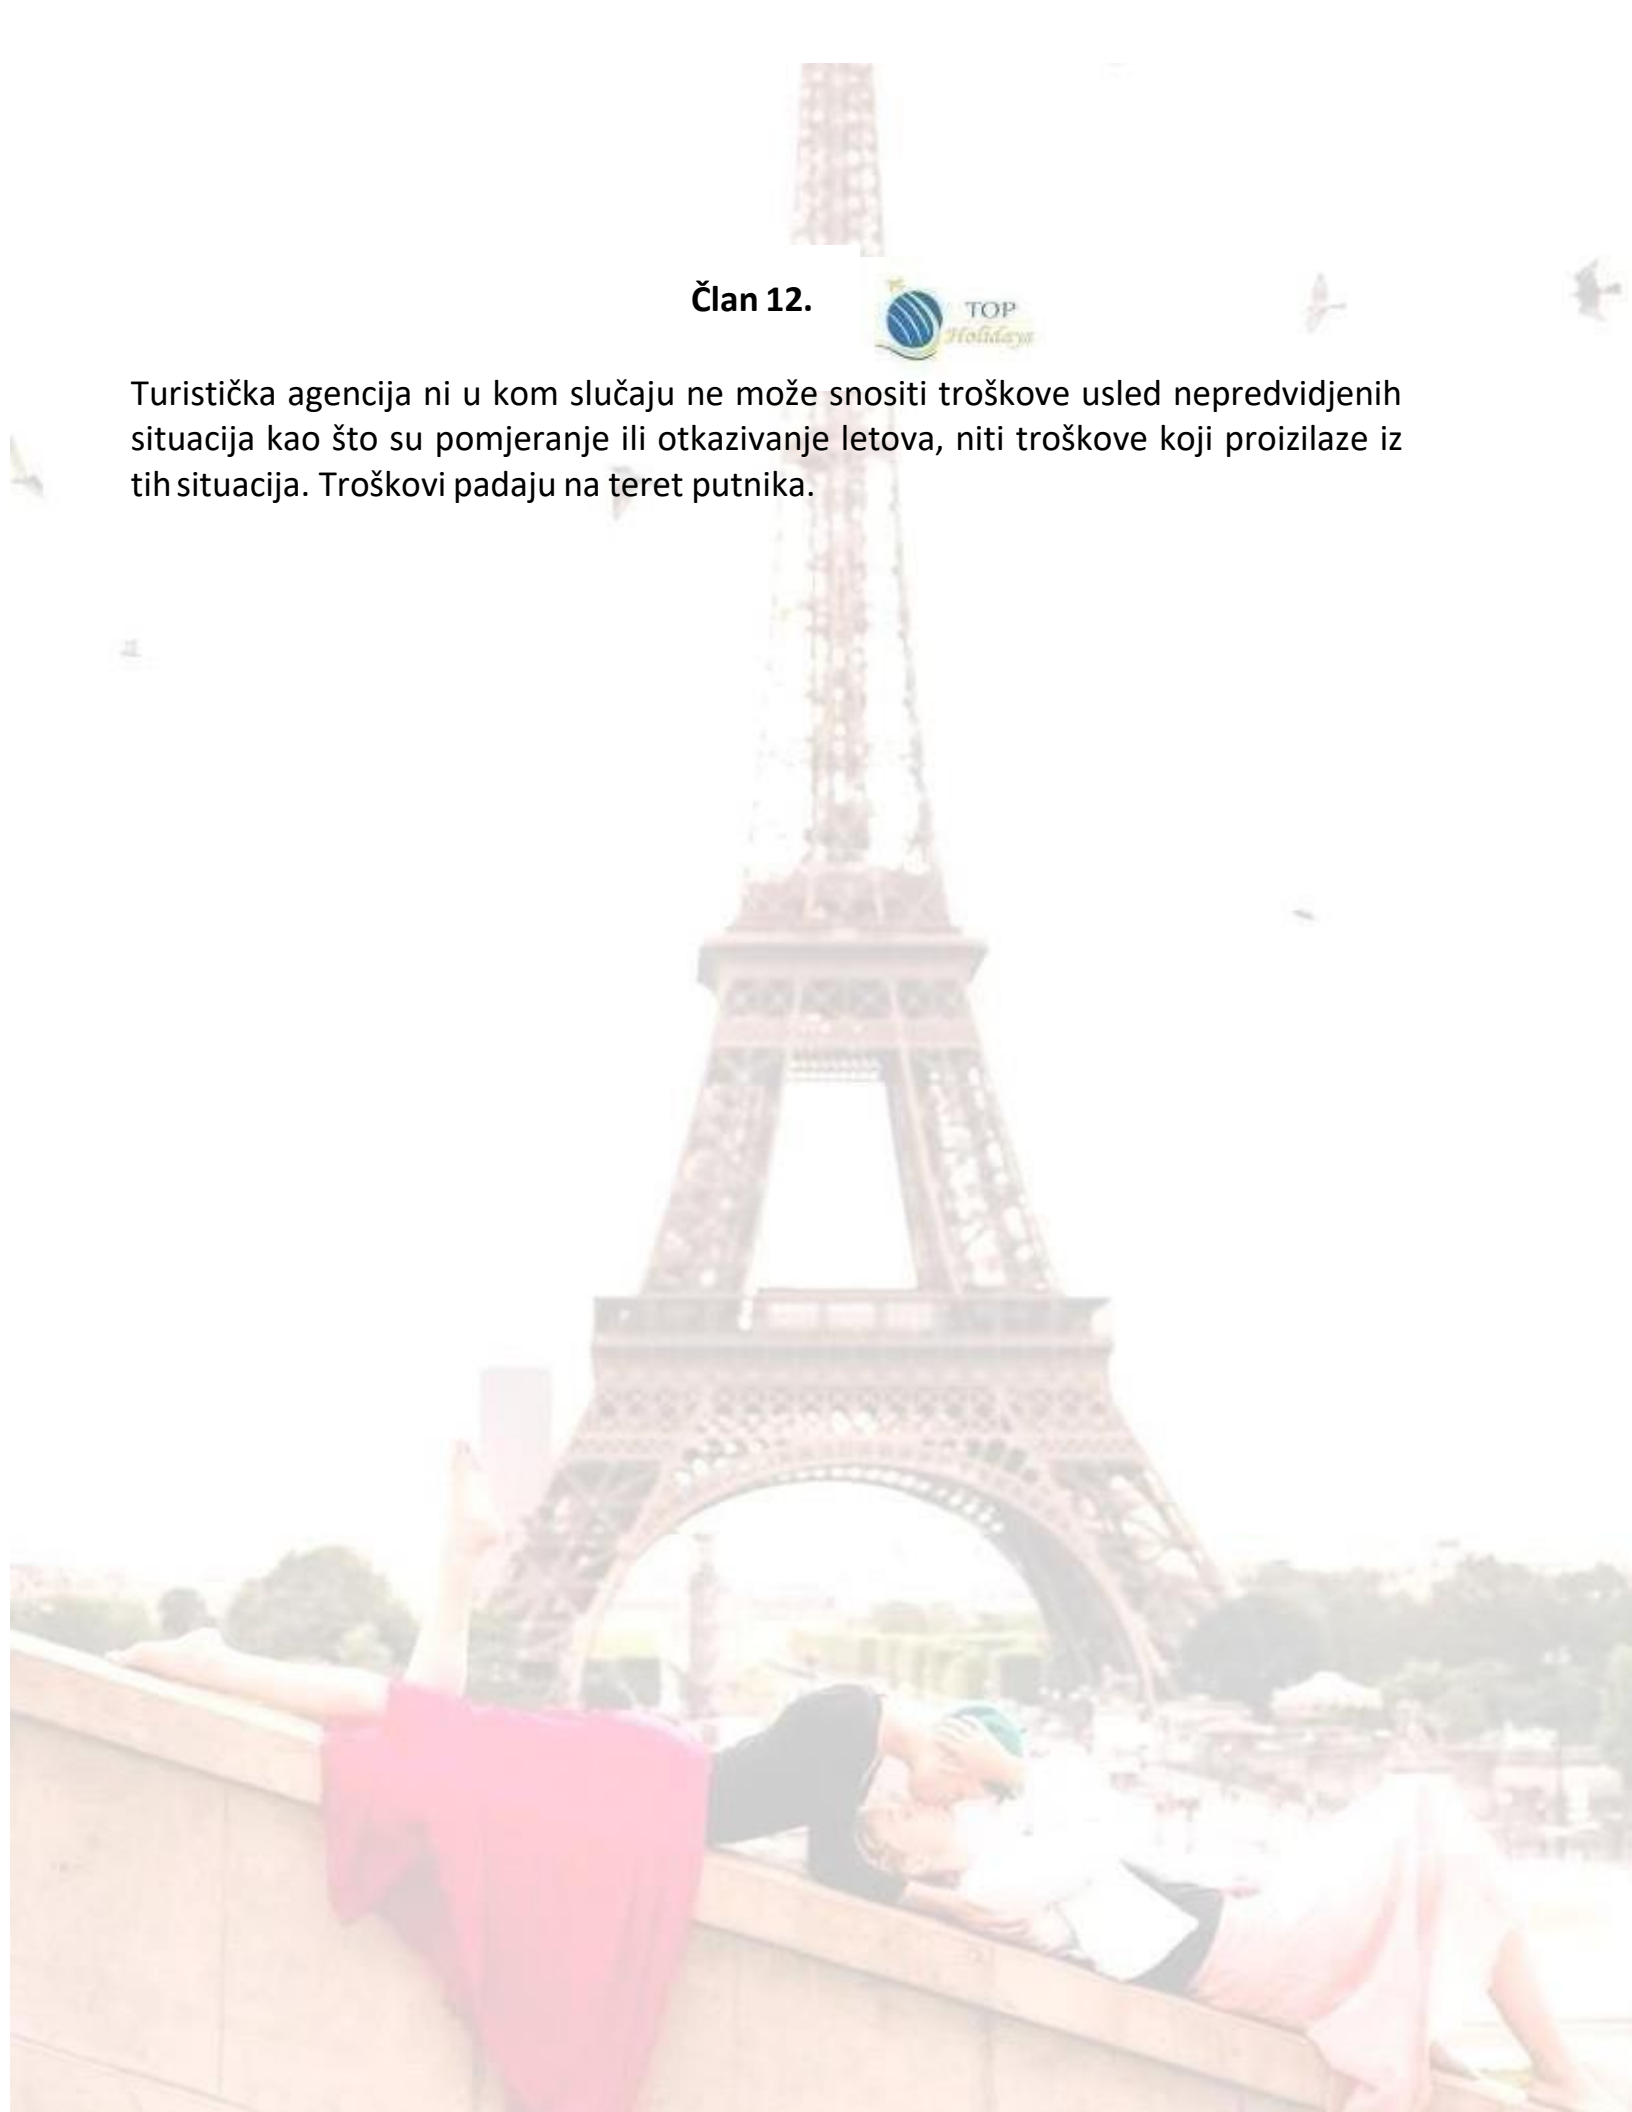 Član 12.
TOP
Holidays
Turistička agencija ni u kom slučaju ne može snositi troškove usled nepredvidjenih
situacija kao što su pomjeranje ili otkazivanje letova, niti troškove koji proizilaze iz
tih situacija. Troškovi padaju na teret putnika.